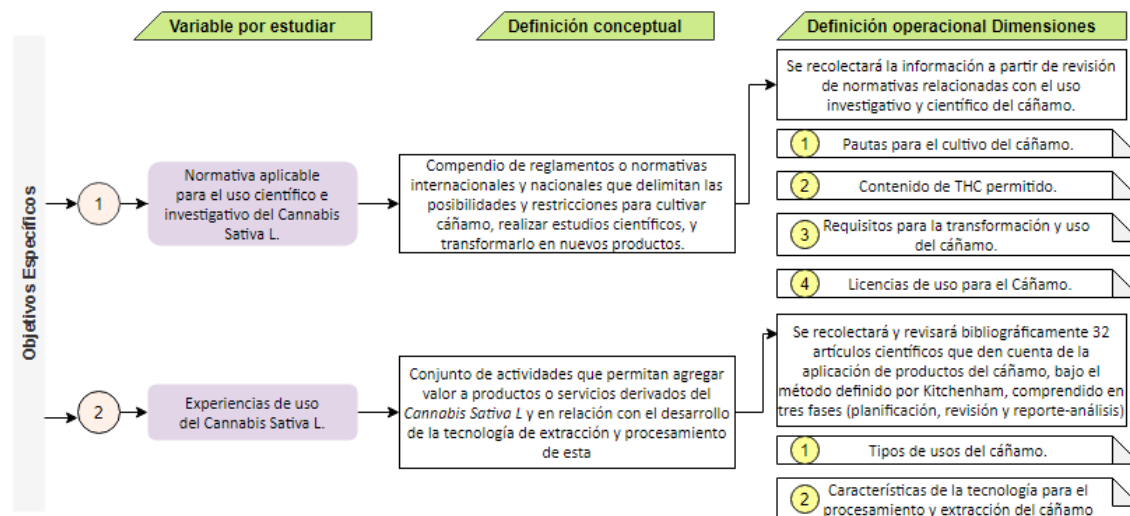 Variable por estudiar
Definición conceptual
Definición operacional Dimensiones
Objetivos Específicos
1
Normativa aplicable
para el uso científico e
investigativo del Cannabis
Sativa L.
Compendio de reglamentos o normativas
internacionales y nacionales que delimitan las
posibilidades y restricciones para cultivar
cáñamo, realizar estudios científicos, y
transformarlo en nuevos productos.
Se recolectará la información a partir de revisión
de normativas relacionadas con el uso
investigativo y científico del cáñamo.
1 Pautas para el cultivo del cáñamo.
2 Contenido de THC permitido.
3 Requisitos para la transformación y uso
del cáñamo.
4 Licencias de uso para el Cáñamo.
2
Experiencias de uso
del Cannabis Sativa L.
Conjunto de actividades que permitan agregar
valor a productos o servicios derivados del
Cannabis Sativa L y en relación con el desarrollo
de la tecnología de extracción y procesamiento
de esta
Se recolectará y revisará bibliográficamente 32
artículos científicos que den cuenta de la
aplicación de productos del cáñamo, bajo el
método definido por Kitchenham, comprendido en
tres fases (planificación, revisión y reporte-análisis)
1 Tipos de usos del cáñamo.
2 Características de la tecnología para el
procesamiento y extracción del cáñamo